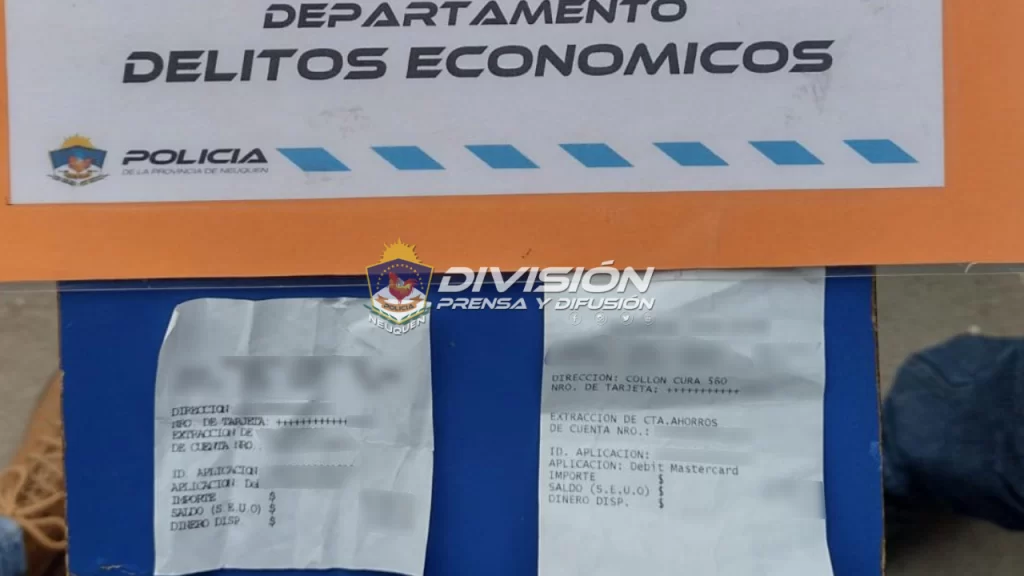 DEPARTAMENTO
DELITOS ECONOMICOS
POLICIA
DE LA PROVINCIA DE NEUQUEN
DIVISIÓN
PRENSA Y DIFUSIÓN
POLICIA
NEUQUEN
DIRECCION
NRO. DE TARJETA: +++++++++++
EXTRACCION DE
DE CUENTA NRO.
ID. APLICACION
APLICACION
IMPORTE $
SALDO (S.E.U.O) $
DINERO DISP. $
DIRECCION: COLLON CURA 580
NRO. DE TARJETA: +++++++++++
EXTRACCION DE CTA.AHORROS
DE CUENTA NRO.:
ID. APLICACION:
APLICACION: Debit Mastercard
IMPORTE $
SALDO (S.E.U.O) $
DINERO DISP. $